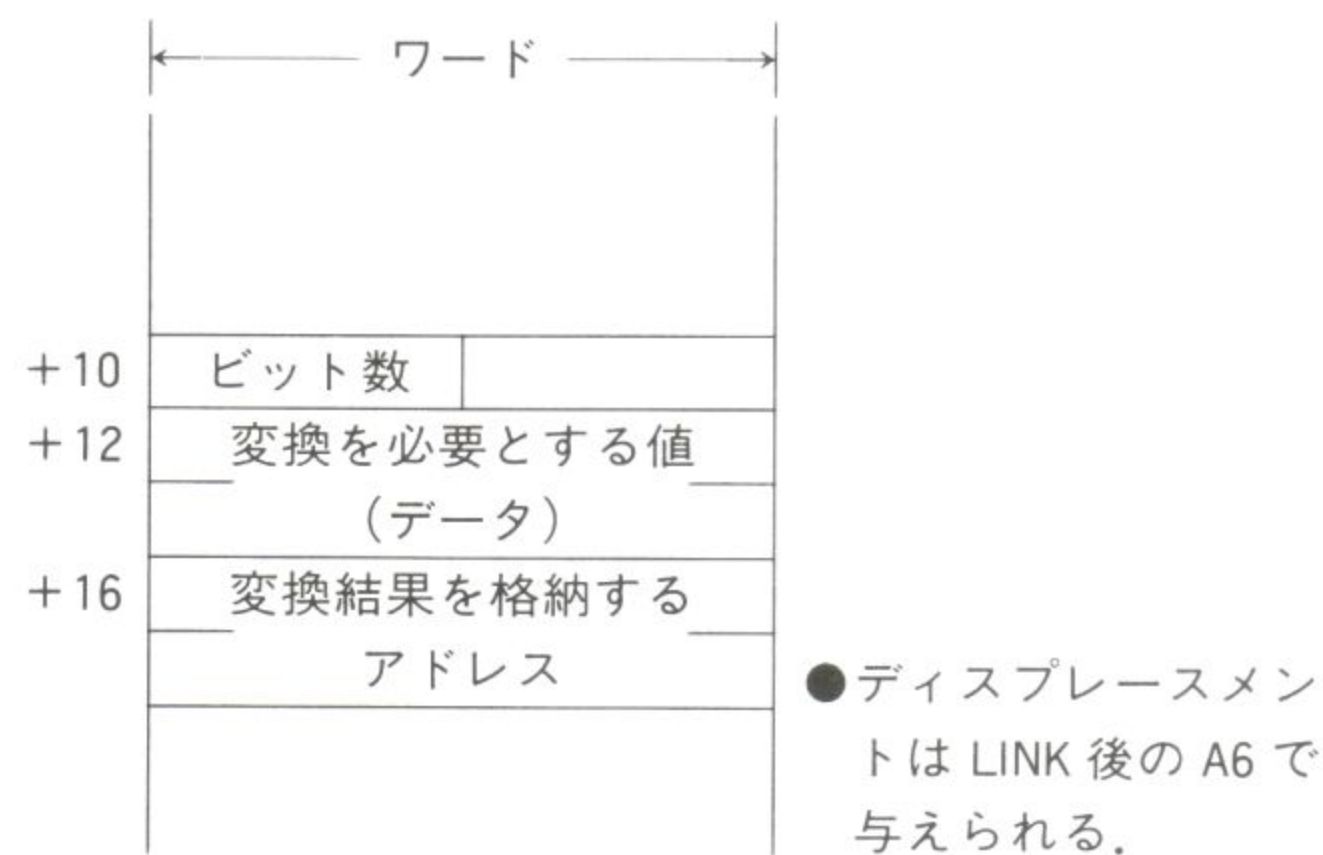 ワード
+10 ビット数
+12 変換を必要とする値
(データ)
+16 変換結果を格納する
アドレス
●ディスプレースメン
トは LINK 後の A6 で
与えられる.